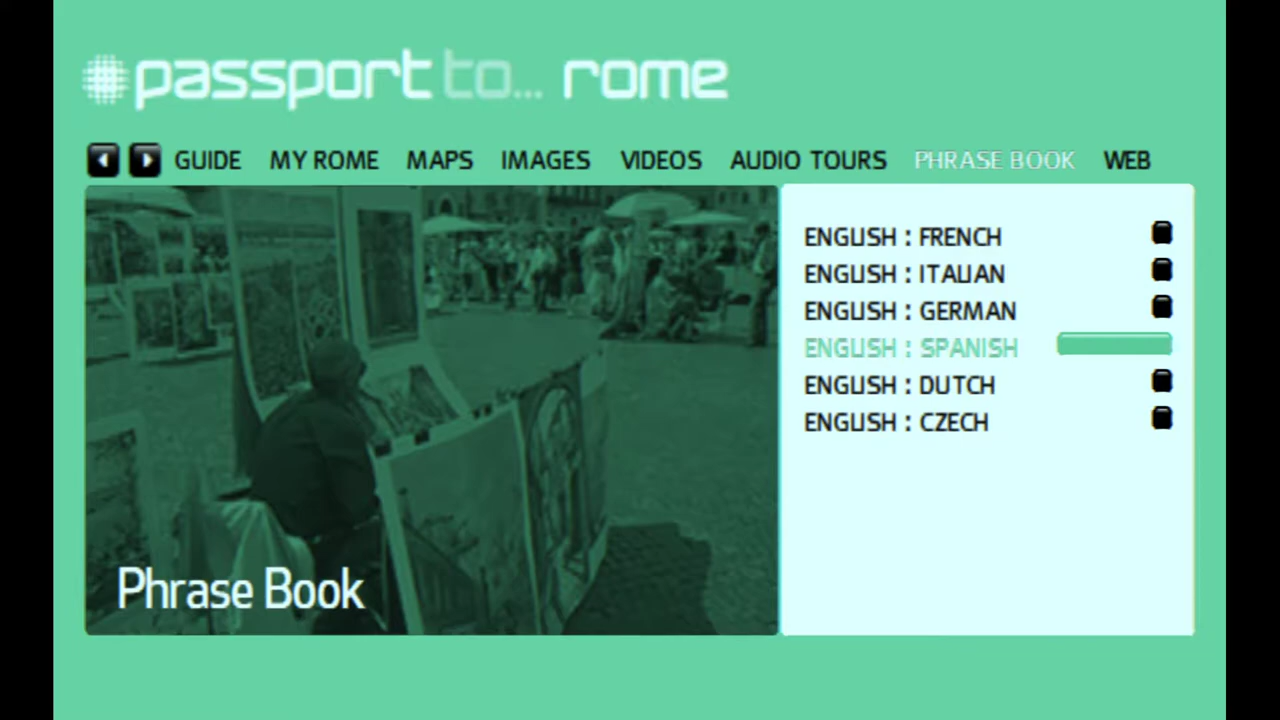 passport to... rome
GUIDE MY ROME MAPS IMAGES VIDEOS AUDIO TOURS PHRASE BOOK WEB
ENGLISH : FRENCH
ENGLISH : ITALIAN
ENGLISH : GERMAN
ENGLISH : SPANISH
ENGLISH : DUTCH
ENGLISH : CZECH
Phrase Book